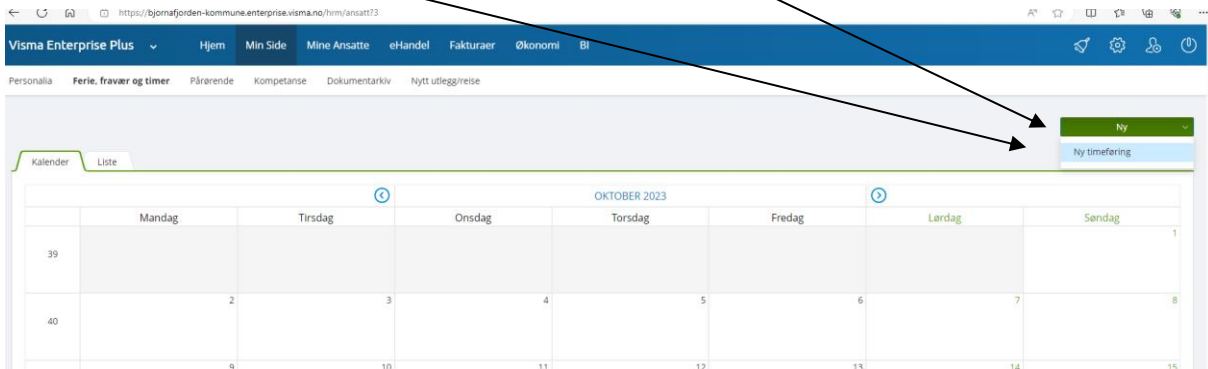 https://bjornafjorden-kommune.enterprise.visma.no/hrm/ansatt?3
Visma Enterprise Plus Hjem Min Side Mine Ansatte eHandel Fakturaer Økonomi BI
Personalia Ferie, fravær og timer Pårørende Kompetanse Dokumentarkiv Nytt utlegg/reise
Ny
Ny timeføring
Kalender Liste
OKTOBER 2023
Mandag Tirsdag Onsdag Torsdag Fredag Lørdag Søndag
1
39
2 3 4 5 6 7 8
40
9 10 11 12 13 14 15